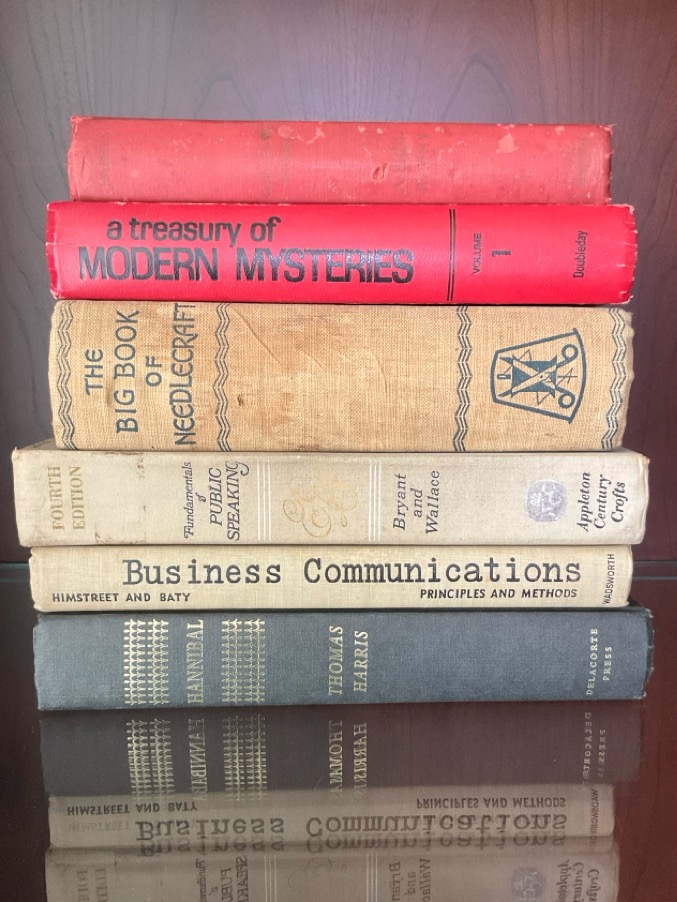 a treasury of
MODERN MYSTERIES
VOLUME
1
Doubleday
THE
BIG BOOK
OF
NEEDLECRAFT
FOURTH
EDITION
Fundamentals
of
PUBLIC
SPEAKING
Bryant
and
Wallace
Appleton
Century
Crofts
Business Communications
HIMSTREET AND BATY
PRINCIPLES AND METHODS
WADSWORTH
HANNIBAL
THOMAS
HARRIS
DELACORTE
PRESS